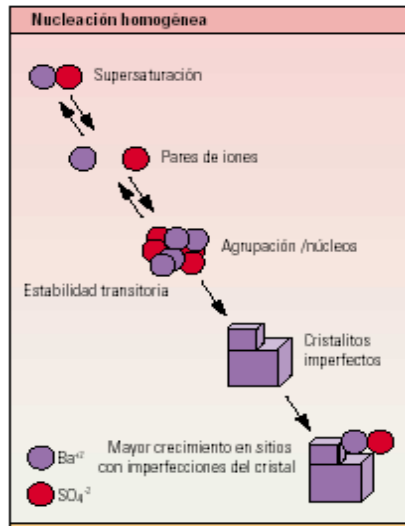 Nucleación homogénea
Supersaturación
Pares de iones
Agrupación /núcleos
Estabilidad transitoria
Cristalitos
imperfectos
Mayor crecimiento en sitios
con imperfecciones del cristal
Ba⁺²
SO₄⁻²